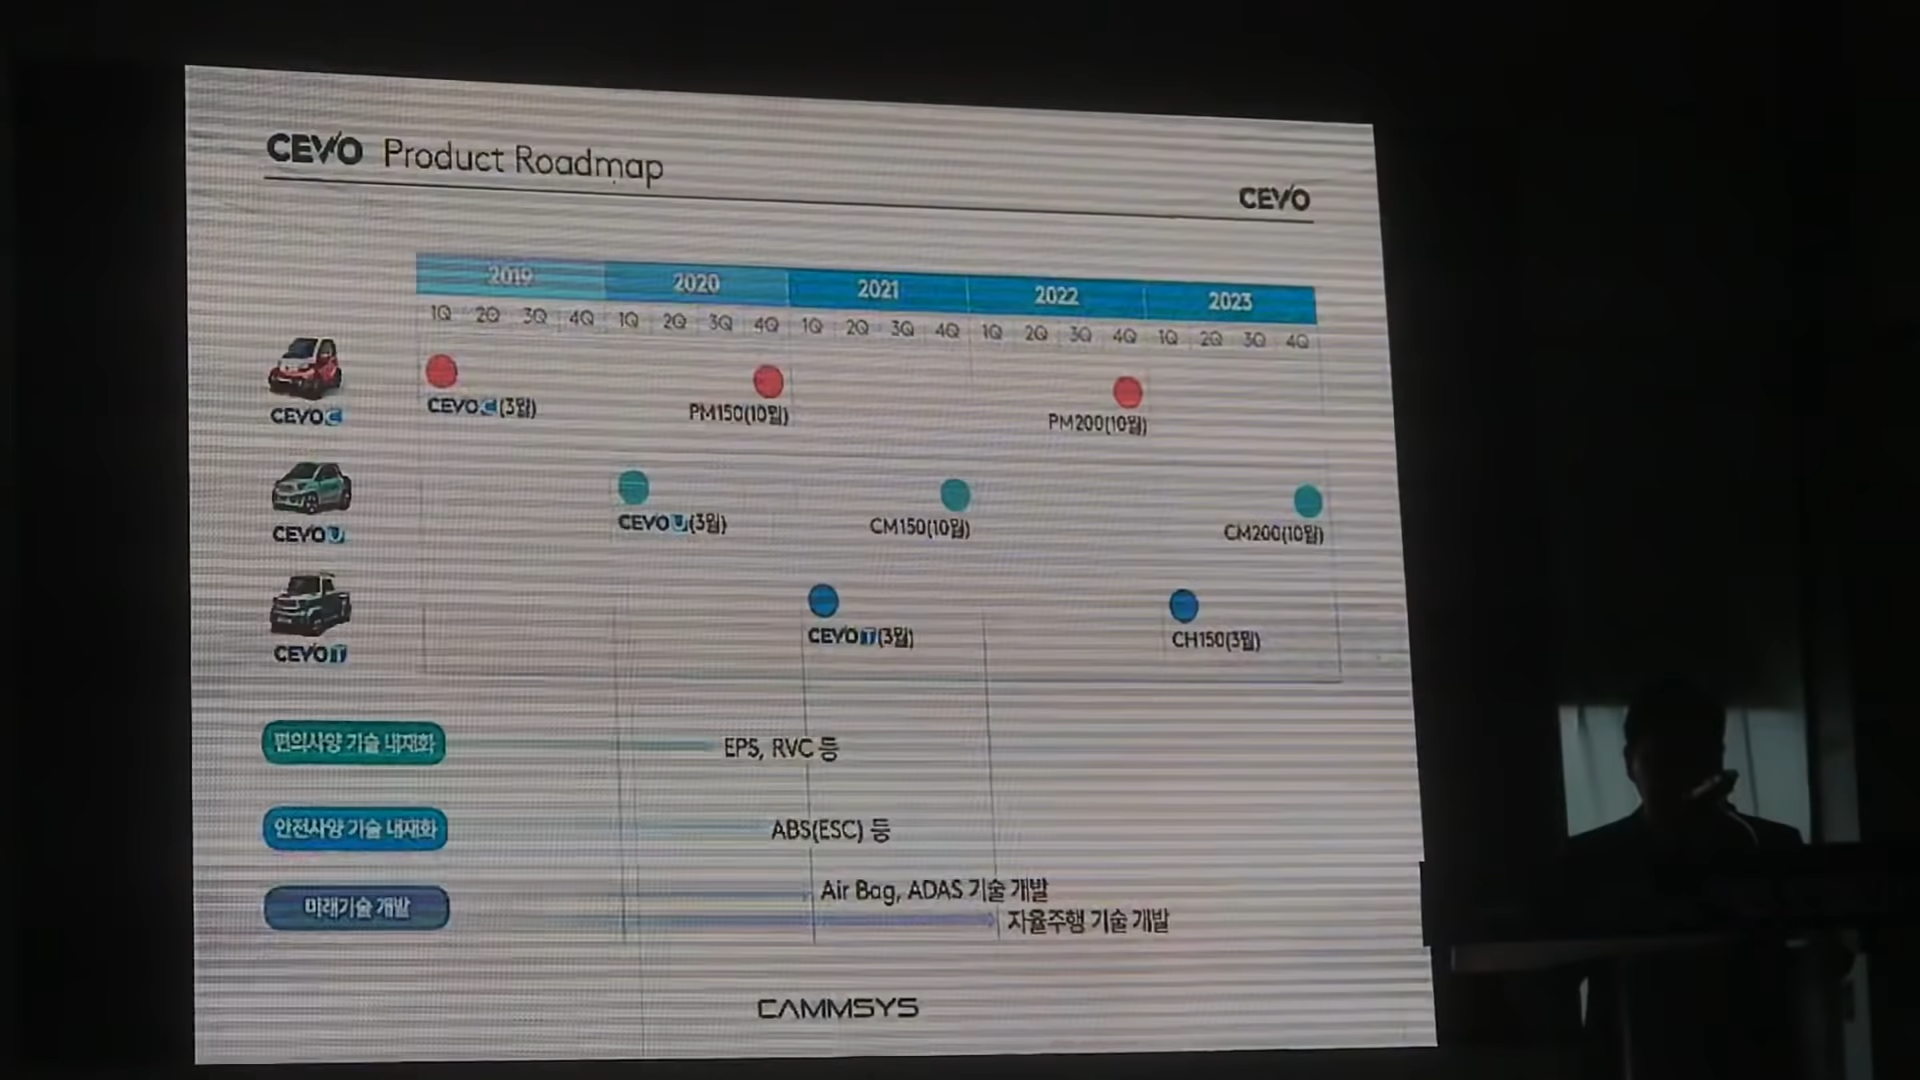 CEVO Product Roadmap
CEVO
2019 2020 2021 2022 2023
1Q 2Q 3Q 4Q 1Q 2Q 3Q 4Q 1Q 2Q 3Q 4Q 1Q 2Q 3Q 4Q 1Q 2Q 3Q 4Q
CEVO C
CEVO C(3월)
PM150(10월)
PM200(10월)
CEVO U
CEVO U(3월)
CM150(10월)
CM200(10월)
CEVO T
CEVO T(3월)
CH150(3월)
편의사양 기술 내재화
EPS, RVC 등
안전사양 기술 내재화
ABS(ESC) 등
미래기술 개발
Air Bag, ADAS 기술 개발
자율주행 기술 개발
CAMMSYS